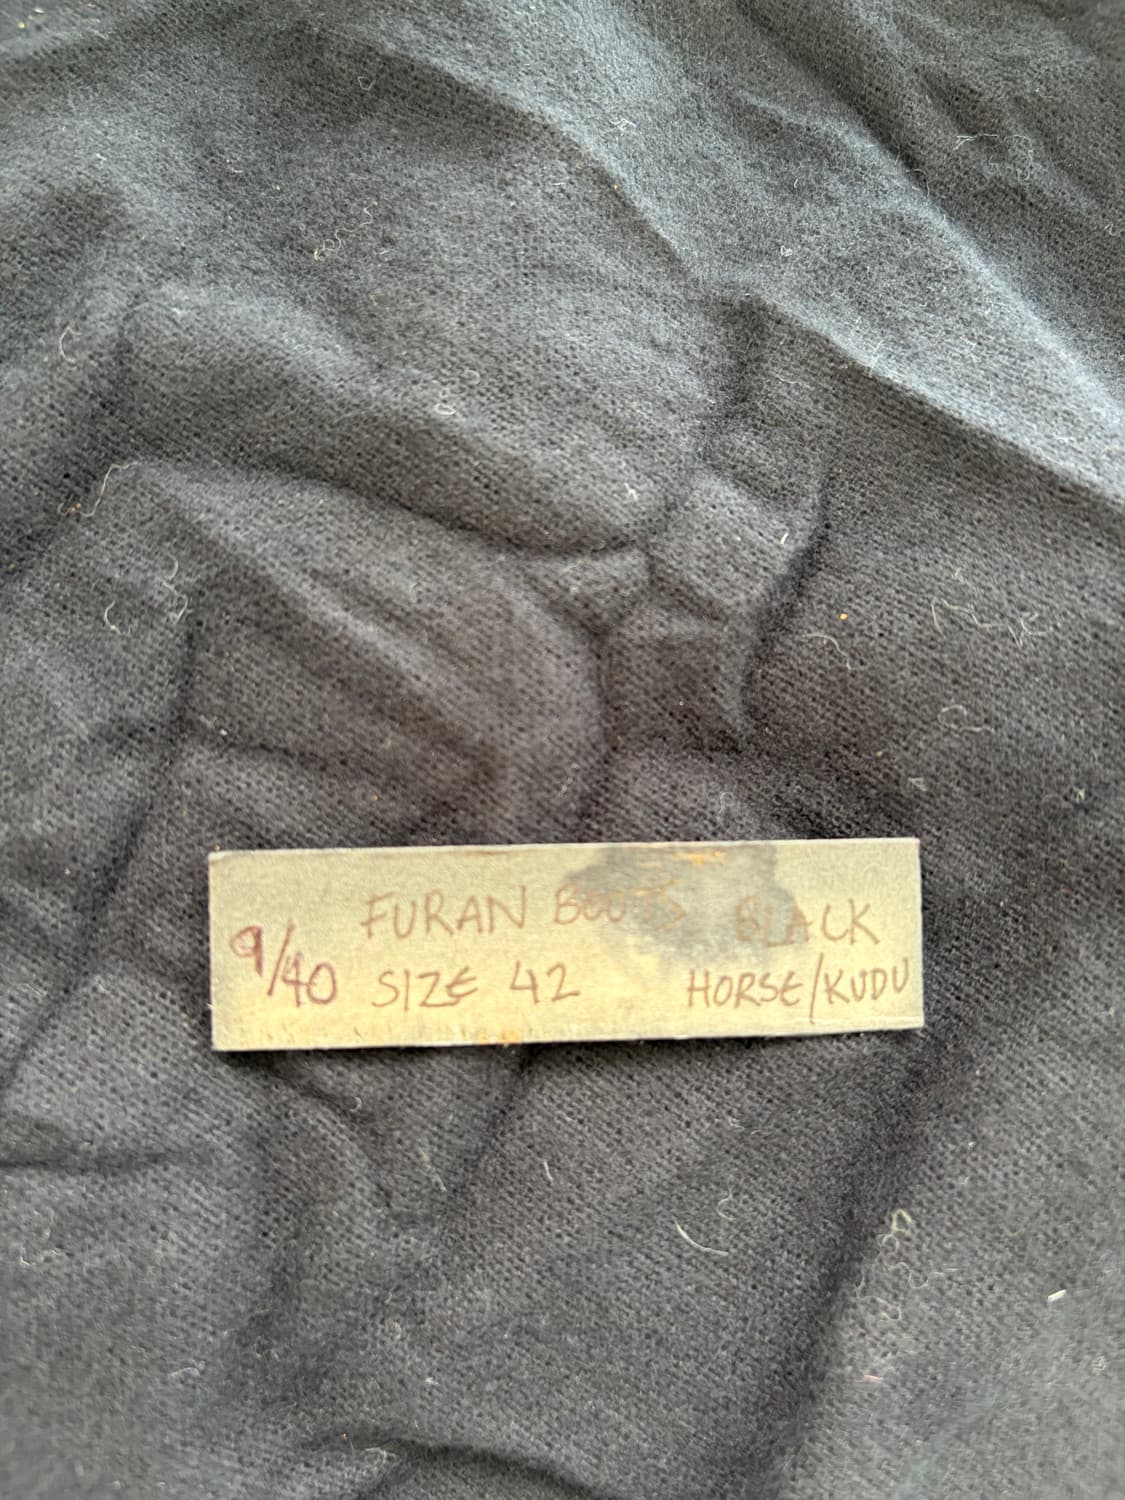 FURAN BOOTS BLACK
9/40 SIZE 42 HORSE/KUDU